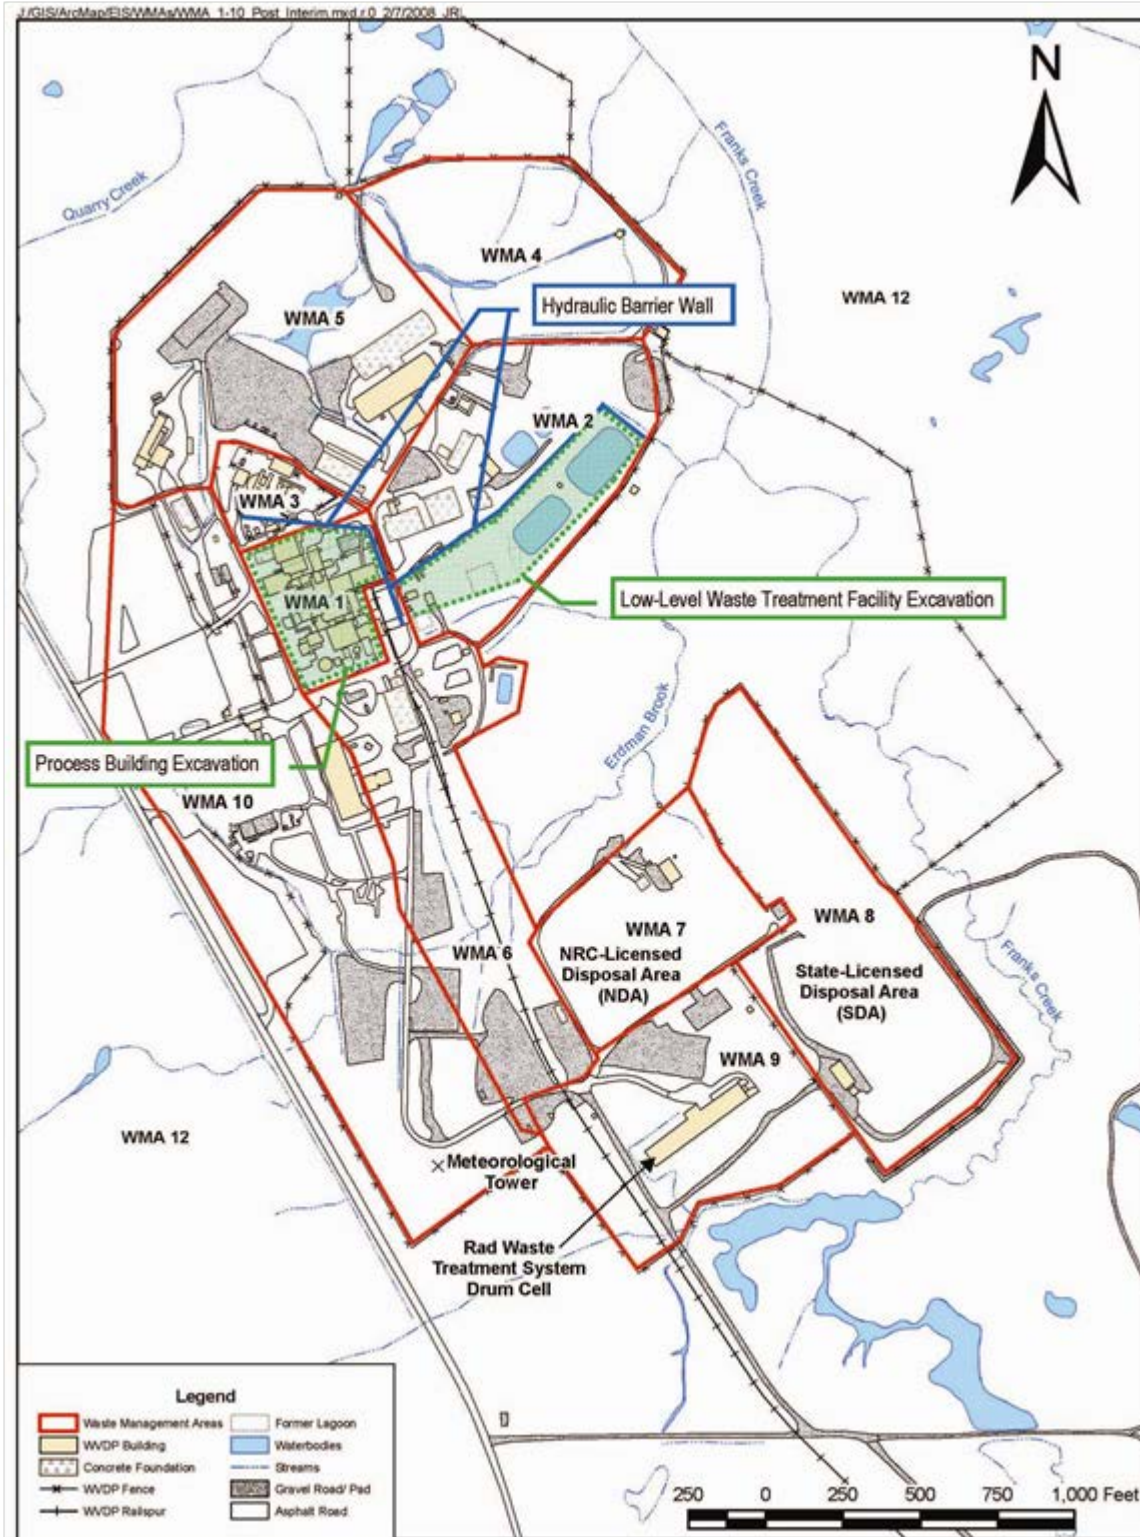 J:/GIS/ArcMap/EIS/WMAs/WMA_1-10_Post_Interim.mxd r.0 2/7/2008 JRL
N
Quarry Creek
Franks Creek
WMA 4
WMA 12
Hydraulic Barrier Wall
WMA 5
WMA 2
WMA 3
WMA 1
Low-Level Waste Treatment Facility Excavation
Erdman Brook
Process Building Excavation
WMA 10
WMA 7
NRC-Licensed
Disposal Area
(NDA)
WMA 8
State-Licensed
Disposal Area
(SDA)
WMA 6
Franks Creek
WMA 9
WMA 12
Meteorological
Tower
Rad Waste
Treatment System
Drum Cell
Legend
Waste Management Areas
Former Lagoon
WVDP Building
Waterbodies
Concrete Foundation
Streams
WVDP Fence
Gravel Road/ Pad
WVDP Railspur
Asphalt Road
250 0 250 500 750 1,000 Feet